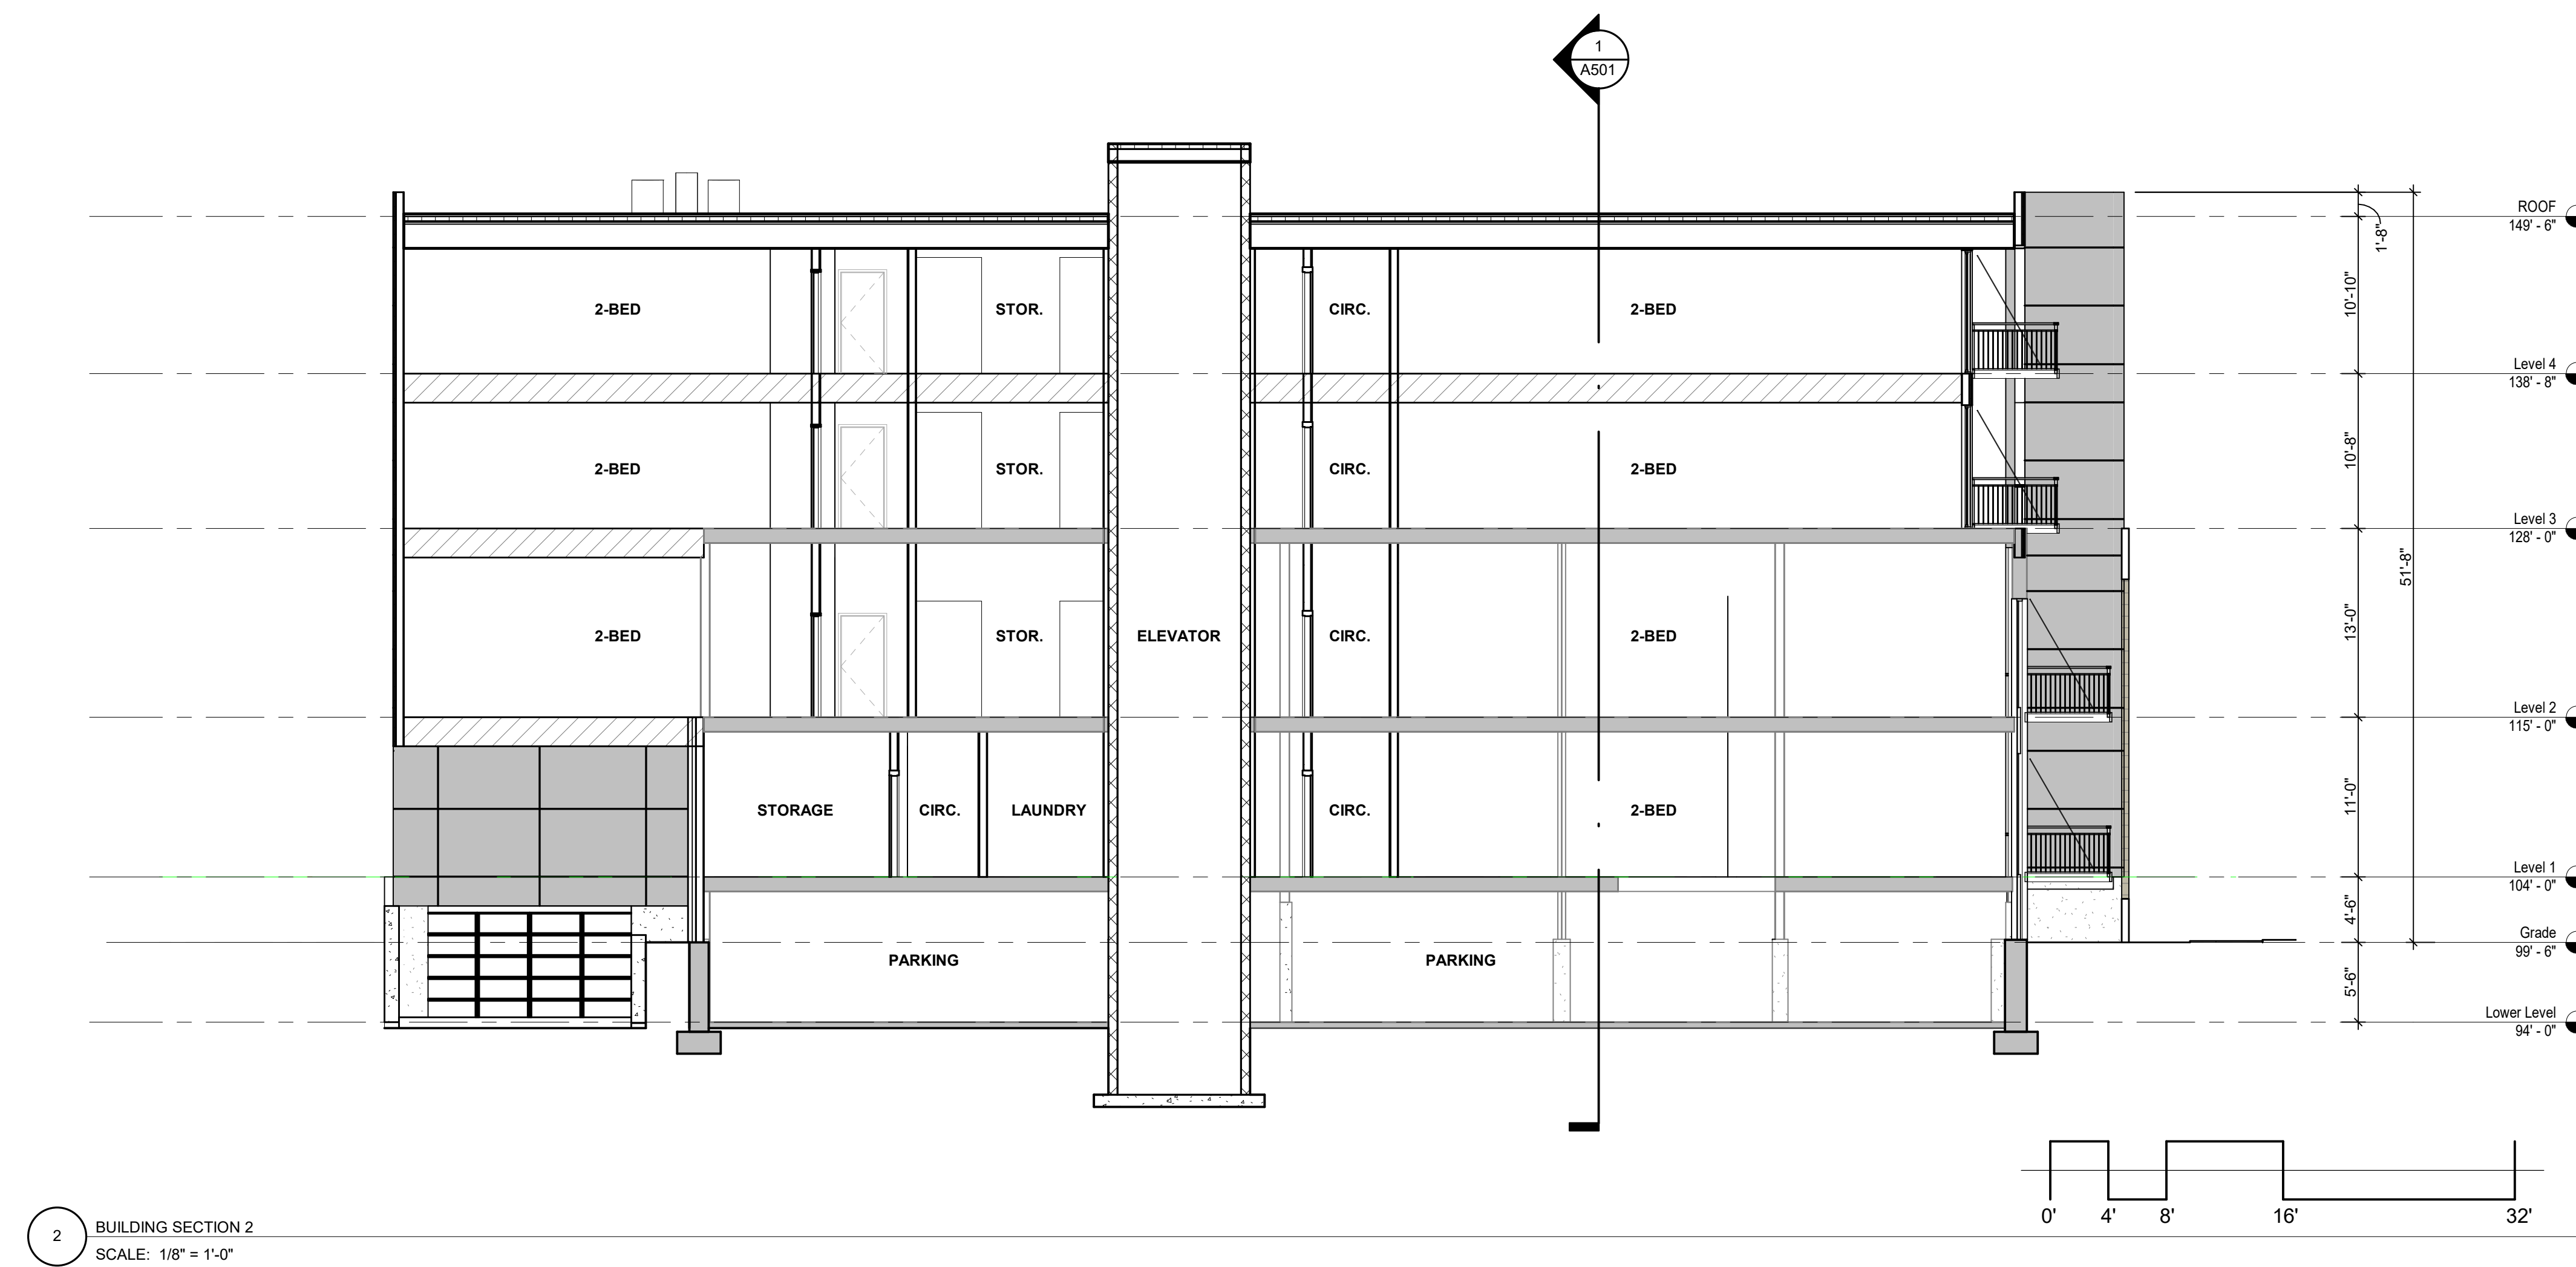 1
A501
ROOF
149' - 6"
1'-8"
10'-10"
2-BED
STOR.
CIRC.
2-BED
Level 4
138' - 8"
10'-8"
2-BED
STOR.
CIRC.
2-BED
Level 3
128' - 0"
51'-8"
13'-0"
2-BED
STOR.
ELEVATOR
CIRC.
2-BED
Level 2
115' - 0"
11'-0"
STORAGE
CIRC.
LAUNDRY
CIRC.
2-BED
Level 1
104' - 0"
4'-6"
Grade
99' - 6"
PARKING
PARKING
5'-6"
Lower Level
94' - 0"
0' 4' 8' 16' 32'
2
BUILDING SECTION 2
SCALE: 1/8" = 1'-0"